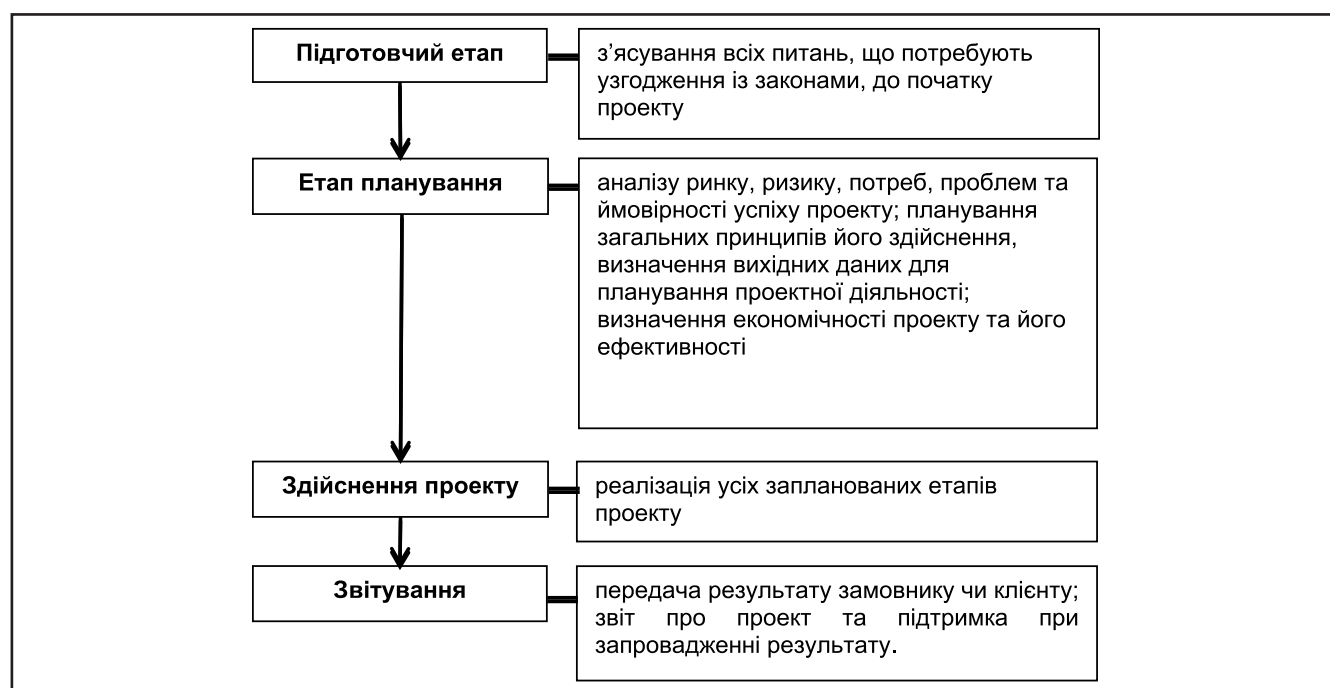 Підготовчий етап
з’ясування всіх питань, що потребують
узгодження із законами, до початку
проекту
Етап планування
аналізу ринку, ризику, потреб, проблем та
ймовірності успіху проекту; планування
загальних принципів його здійснення,
визначення вихідних даних для
планування проектної діяльності;
визначення економічності проекту та його
ефективності
Здійснення проекту
реалізація усіх запланованих етапів
проекту
Звітування
передача результату замовнику чи клієнту;
звіт про проект та підтримка при
запровадженні результату.